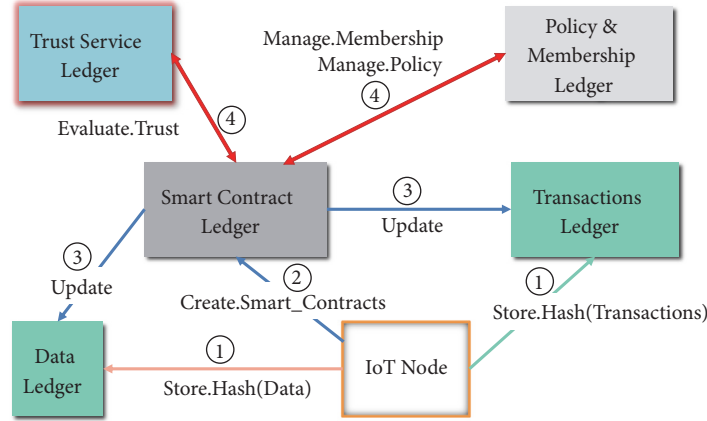 Trust Service
Ledger
Manage.Membership
Manage.Policy
Policy &
Membership
Ledger
4
4
Evaluate.Trust
Smart Contract
Ledger
3
Update
Transactions
Ledger
3
Update
2
Create.Smart_Contracts
1
Store.Hash(Transactions)
Data
Ledger
1
Store.Hash(Data)
IoT Node